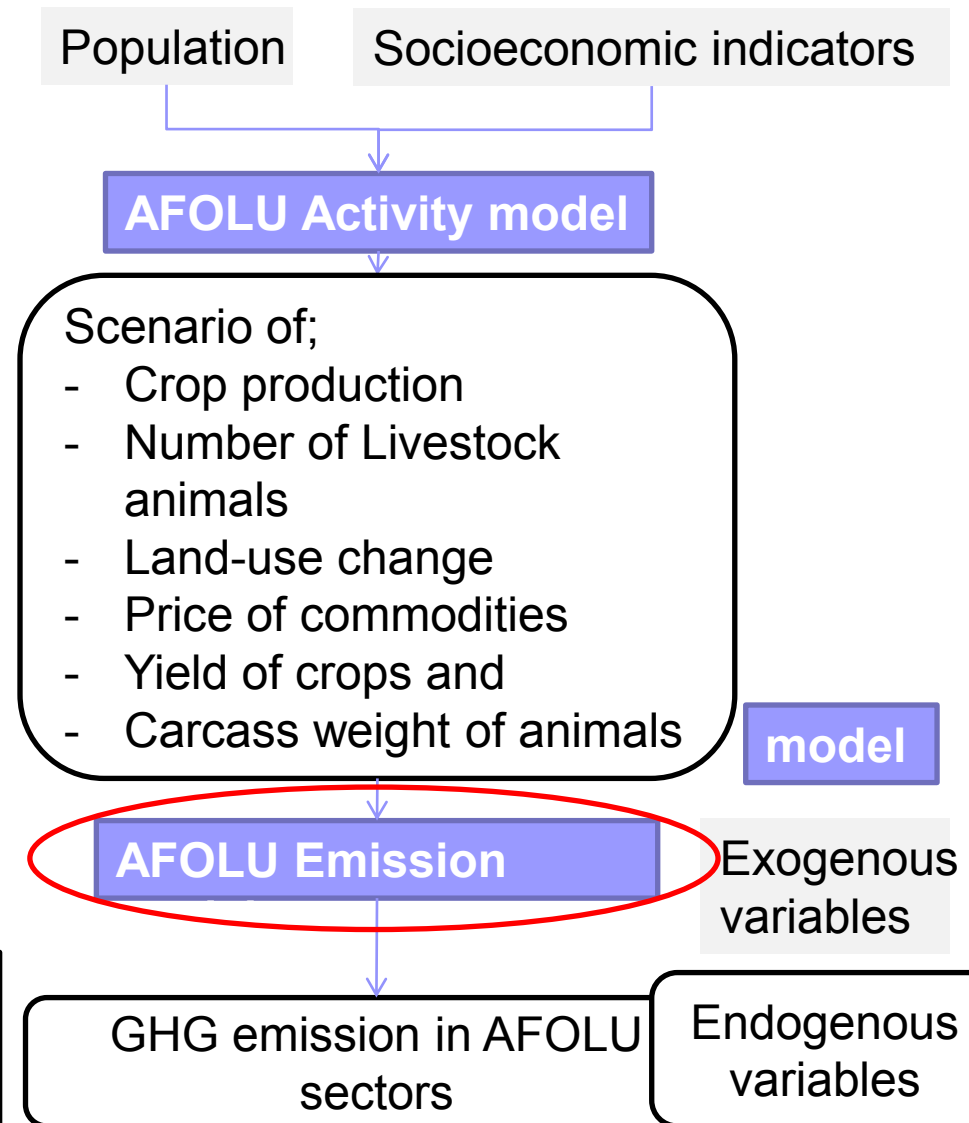 Population
Socioeconomic indicators
AFOLU Activity model
Scenario of;
- Crop production
- Number of Livestock
animals
- Land-use change
- Price of commodities
- Yield of crops and
- Carcass weight of animals
model
AFOLU Emission
Exogenous
variables
GHG emission in AFOLU
sectors
Endogenous
variables